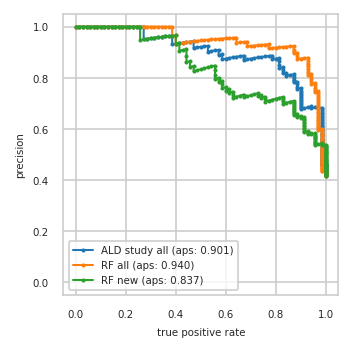 1.0
0.8
0.6
0.4
0.2
0.0
precision
ALD study all (aps: 0.901)
RF all (aps: 0.940)
RF new (aps: 0.837)
0.0 0.2 0.4 0.6 0.8 1.0
true positive rate